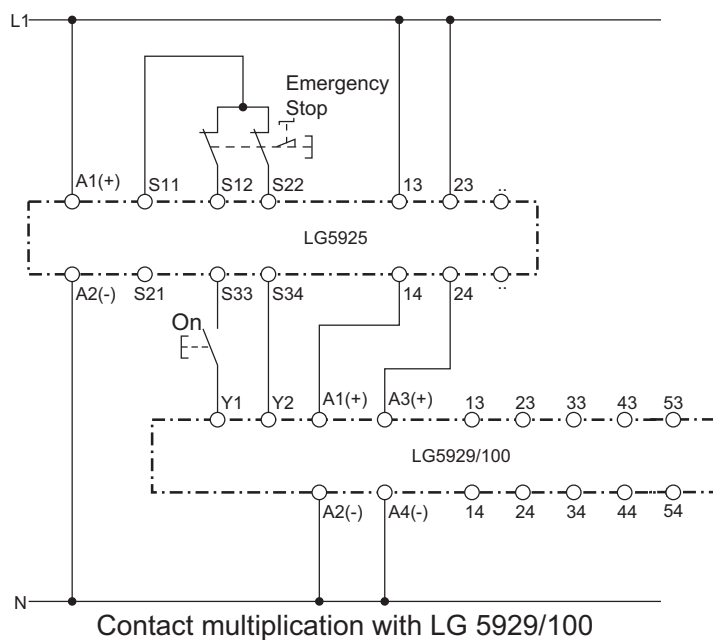 L1
Emergency
Stop
A1(+) S11 S12 S22 13 23 ..
LG5925
A2(-) S21 S33 S34 14 24 ..
On
Y1 Y2 A1(+) A3(+) 13 23 33 43 53
LG5929/100
A2(-) A4(-) 14 24 34 44 54
N
Contact multiplication with LG 5929/100